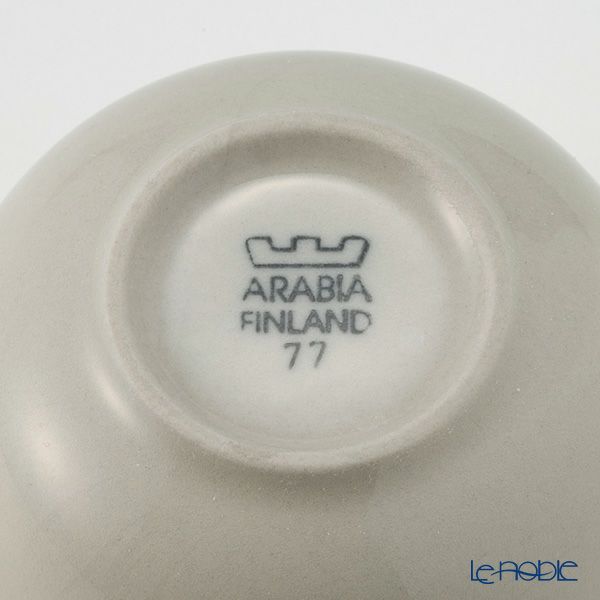 ARABIA
FINLAND
77
Le-noble